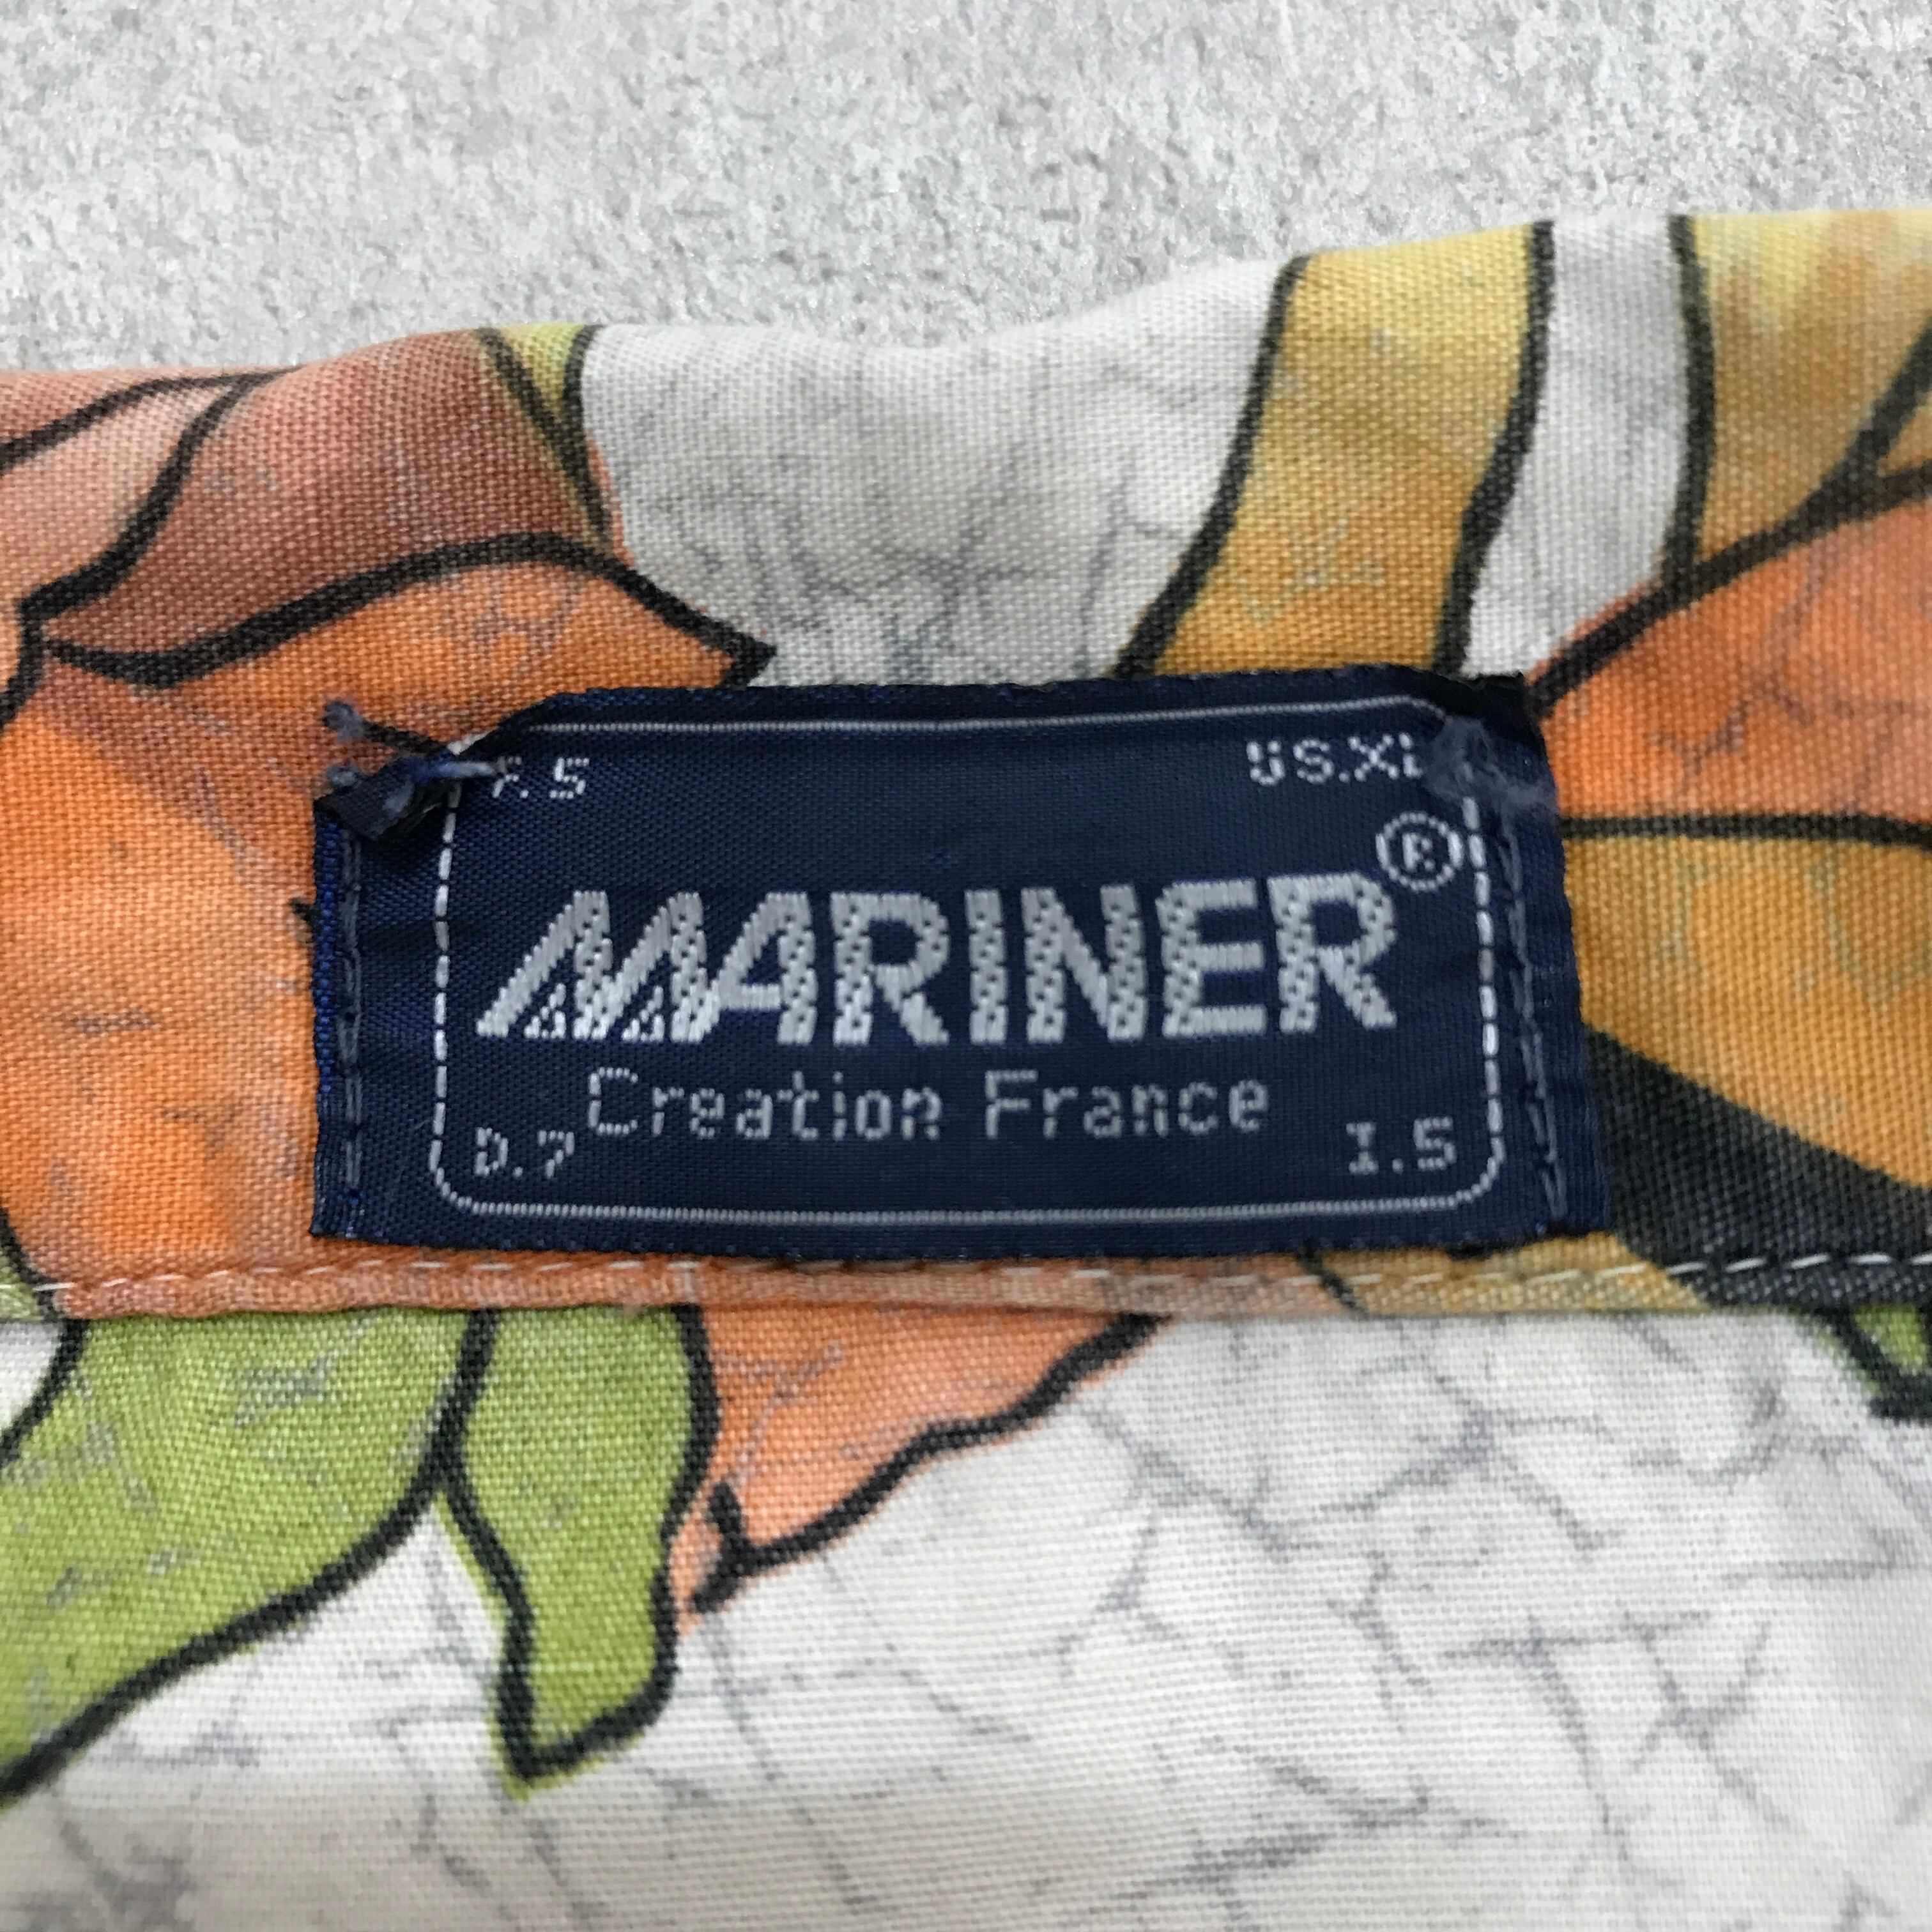 F.5 US.XL
MARINER®
Creation France
D.7 I.5